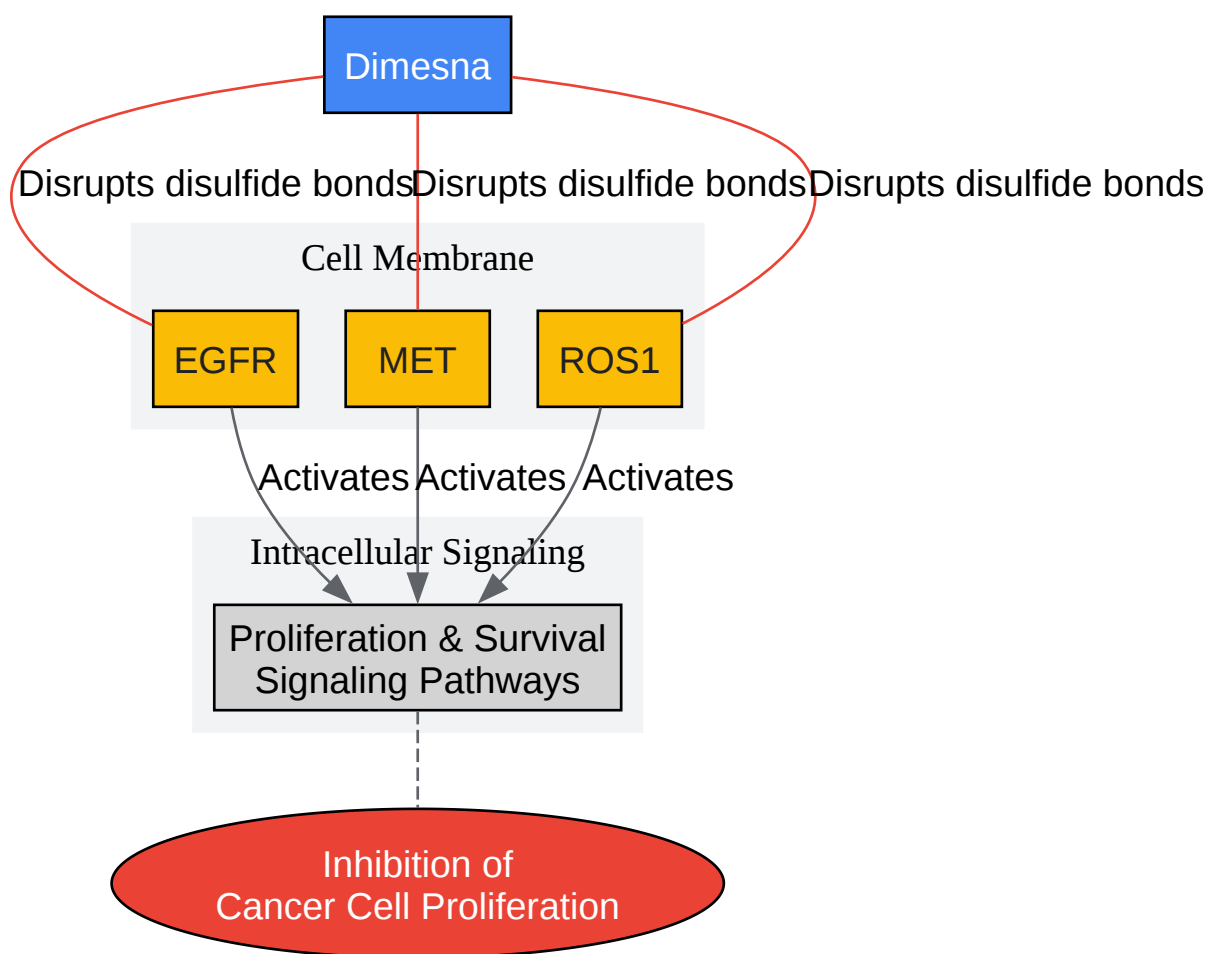 Dimesna
Disrupts disulfide bonds
Disrupts disulfide bonds
Disrupts disulfide bonds
Cell Membrane
EGFR
MET
ROS1
Activates
Activates
Activates
Intracellular Signaling
Proliferation & Survival
Signaling Pathways
Inhibition of
Cancer Cell Proliferation